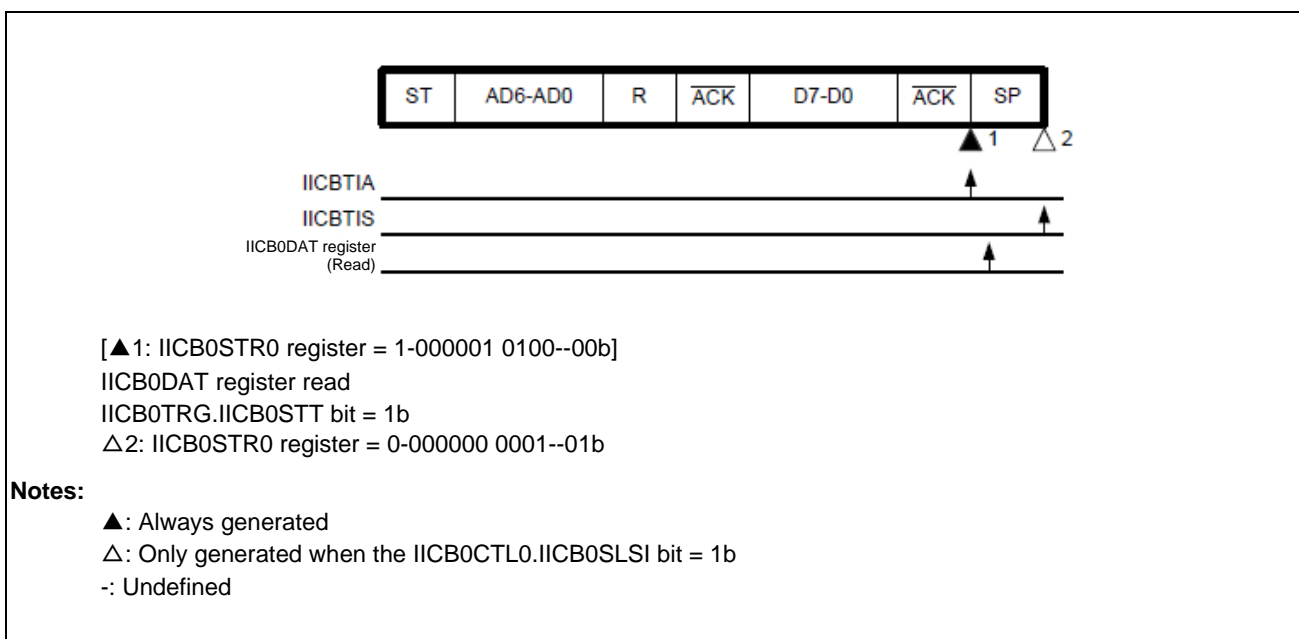 ST AD6-AD0 R ACK D7-D0 ACK SP
▲1 △2
IICBTIA
IICBTIS
IICB0DAT register
(Read)
[▲1: IICB0STR0 register = 1-000001 0100--00b]
IICB0DAT register read
IICB0TRG.IICB0STT bit = 1b
△2: IICB0STR0 register = 0-000000 0001--01b
Notes:
▲: Always generated
△: Only generated when the IICB0CTL0.IICB0SLSI bit = 1b
-: Undefined